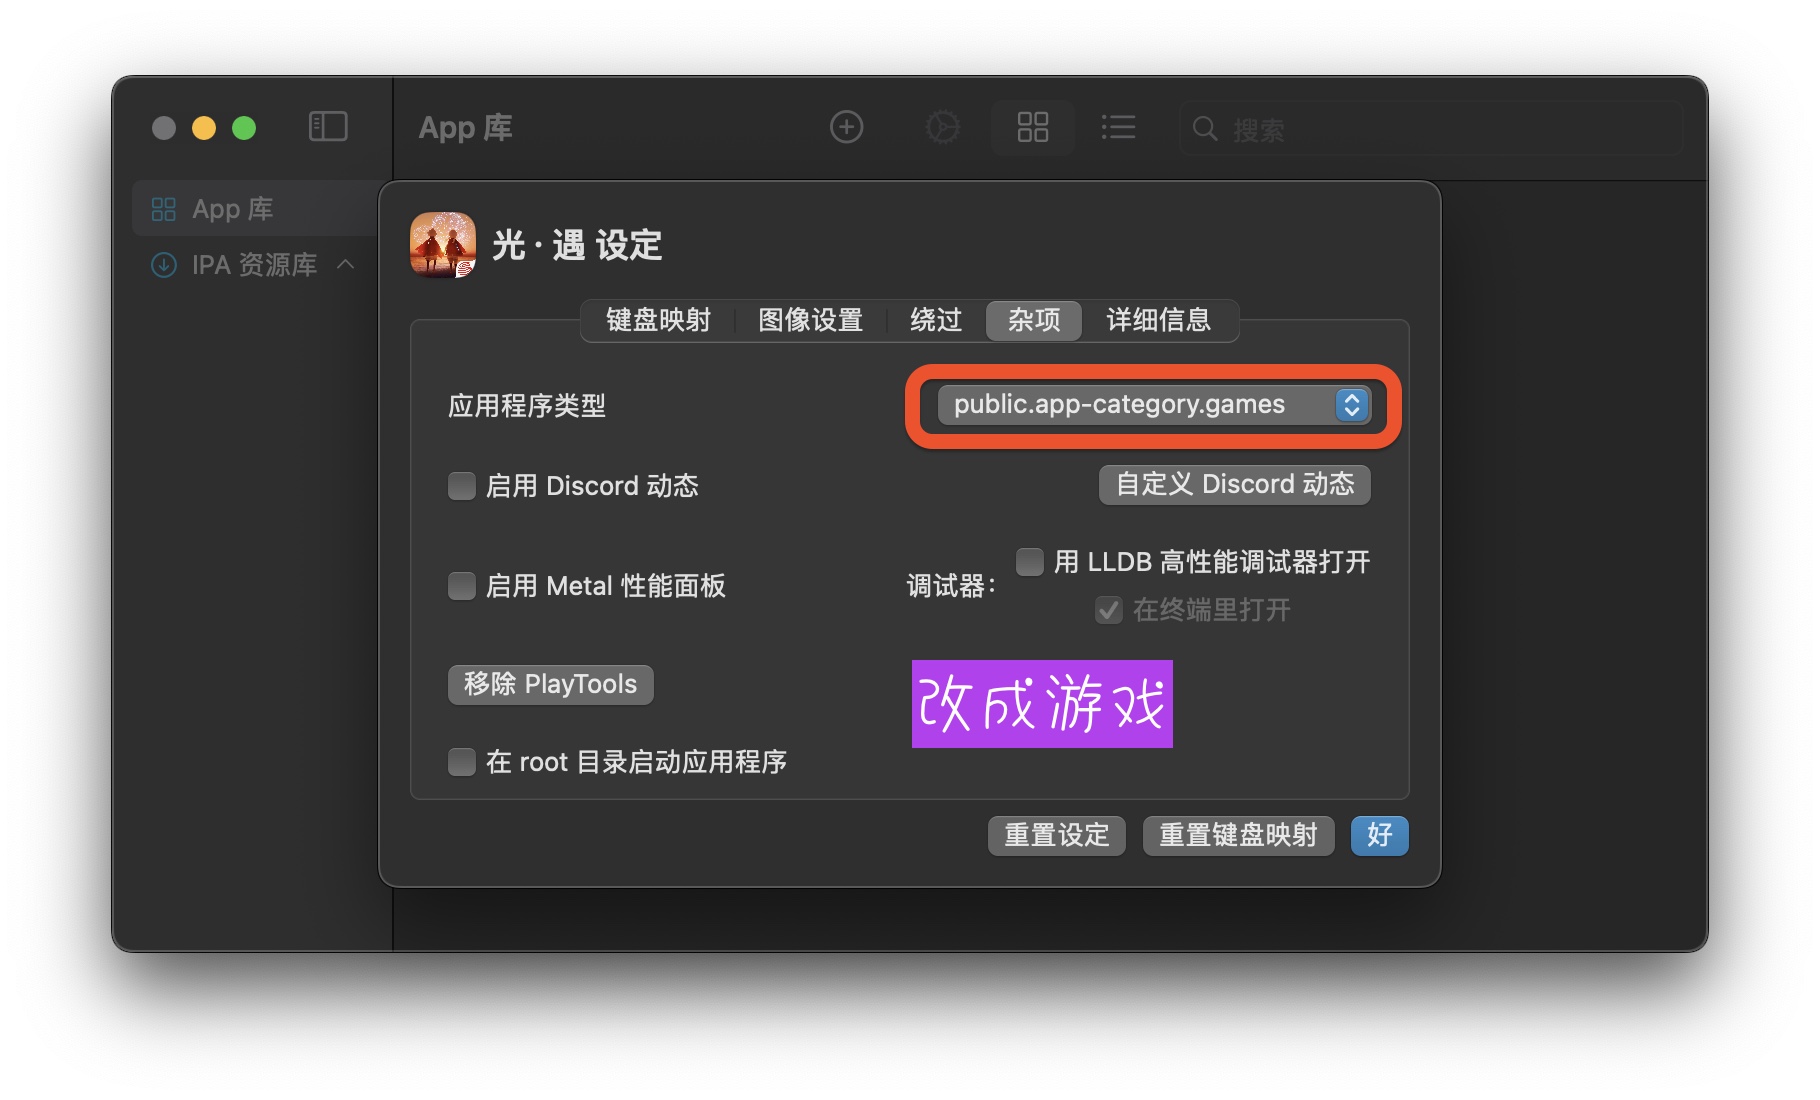 App 库
搜索
App 库
IPA 资源库
光·遇 设定
键盘映射
图像设置
绕过
杂项
详细信息
应用程序类型
public.app-category.games
启用 Discord 动态
自定义 Discord 动态
启用 Metal 性能面板
调试器：
用 LLDB 高性能调试器打开
在终端里打开
移除 PlayTools
改成游戏
在 root 目录启动应用程序
重置设定
重置键盘映射
好